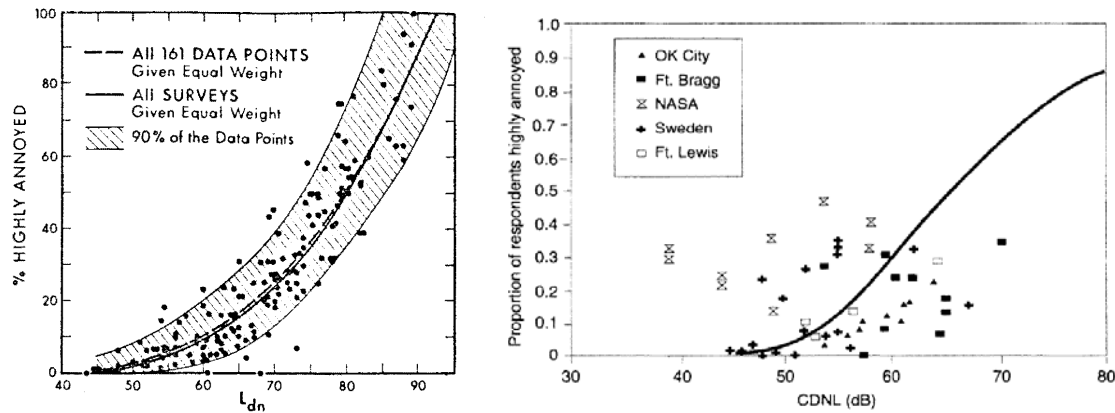 100
80
60
40
20
0
% HIGHLY ANNOYED
All 161 DATA POINTS
Given Equal Weight
All SURVEYS
Given Equal Weight
90% of the Data Points
40
50
60
70
80
90
Ldn
1.0
0.9
0.8
0.7
0.6
0.5
0.4
0.3
0.2
0.1
0
Proportion of respondents highly annoyed
OK City
Ft. Bragg
NASA
Sweden
Ft. Lewis
30
40
50
60
70
80
CDNL (dB)